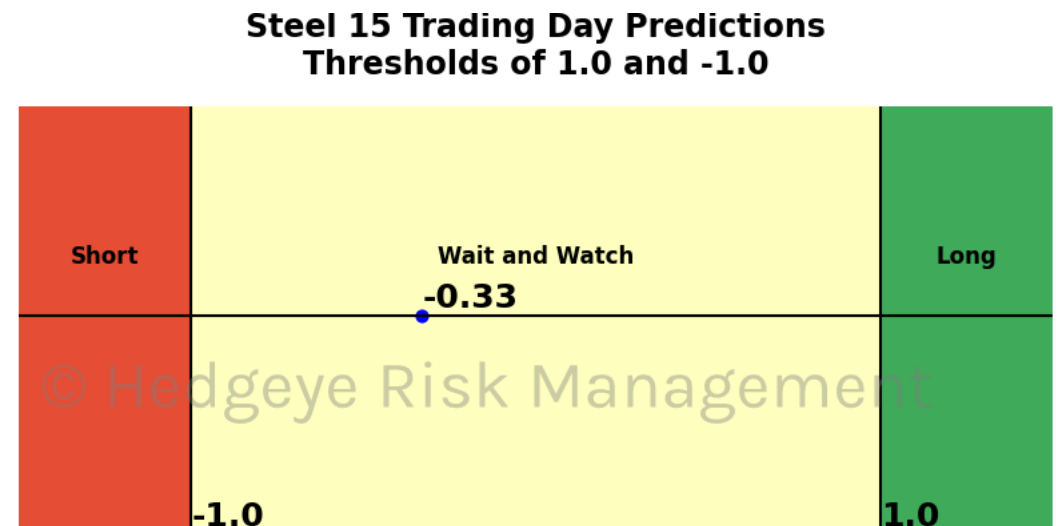 Steel 15 Trading Day Predictions
Thresholds of 1.0 and -1.0
Short Wait and Watch Long
-0.33
© Hedgeye Risk Management
-1.0 1.0